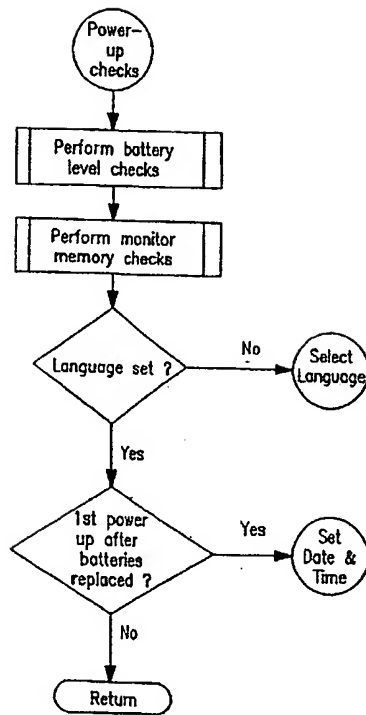 Power-
up
checks
Perform battery
level checks
Perform monitor
memory checks
Language set ?
No
Select
Language
Yes
1st power
up after
batteries
replaced ?
Yes
Set
Date &
Time
No
Return